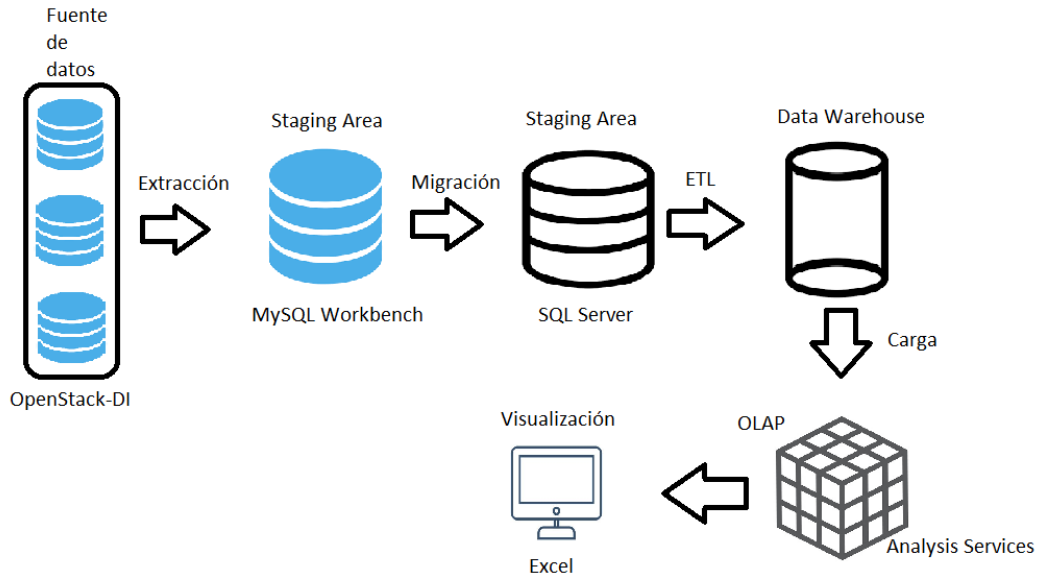 Fuente
de
datos
OpenStack-DI
Extracción
Staging Area
MySQL Workbench
Migración
Staging Area
SQL Server
ETL
Data Warehouse
Carga
OLAP
Analysis Services
Visualización
Excel